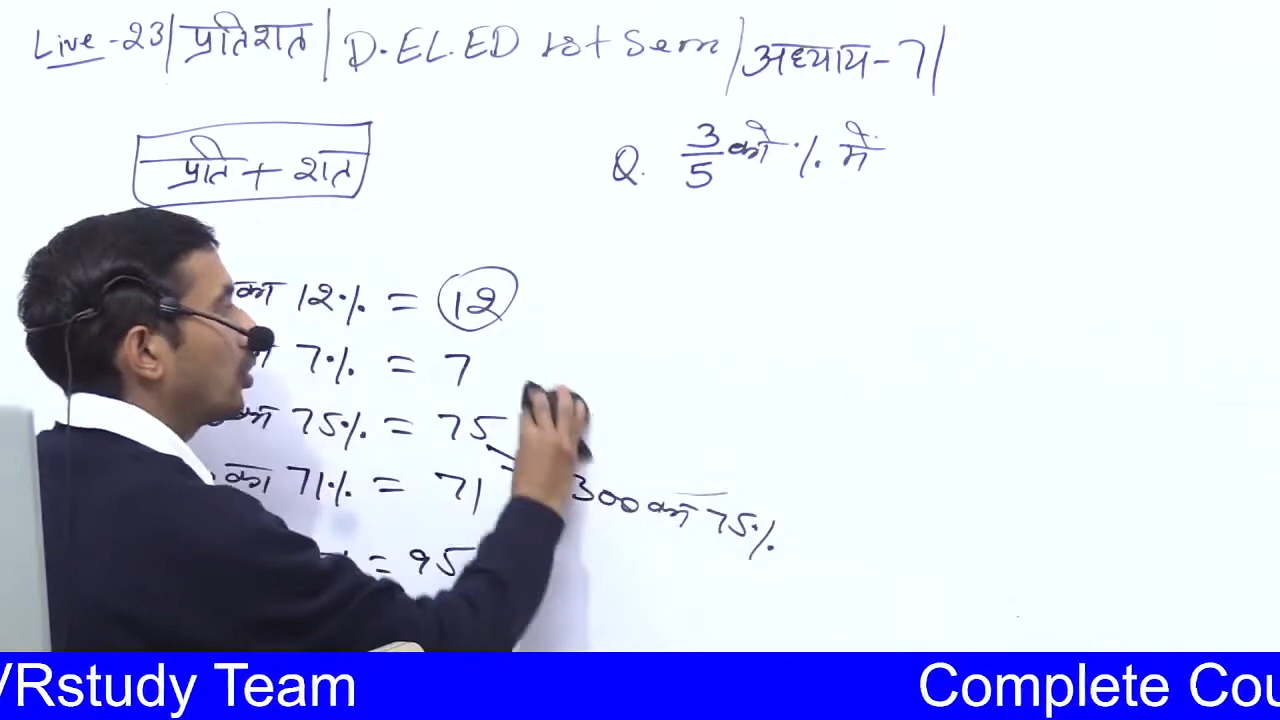 Live-23| प्रतिशत | D.EL.ED 1st Sem | अध्याय-7|
प्रति + शत
Q. 3/5 को % में
का 12% = 12
7% = 7
का 75% = 75
का 71% = 71
300 का 75%
% = 95
VRstudy Team
Complete Cou